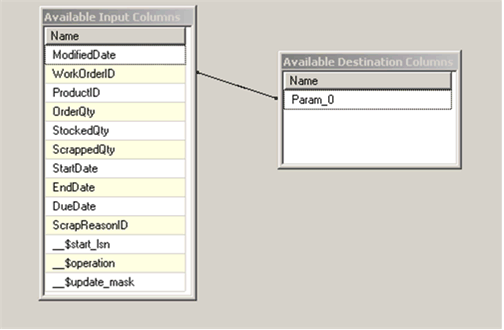 Available Input Columns
Name
ModifiedDate
WorkOrderID
ProductID
OrderQty
StockedQty
ScrappedQty
StartDate
EndDate
DueDate
ScrapReasonID
__$start_lsn
__$operation
__$update_mask
Available Destination Columns
Name
Param_0